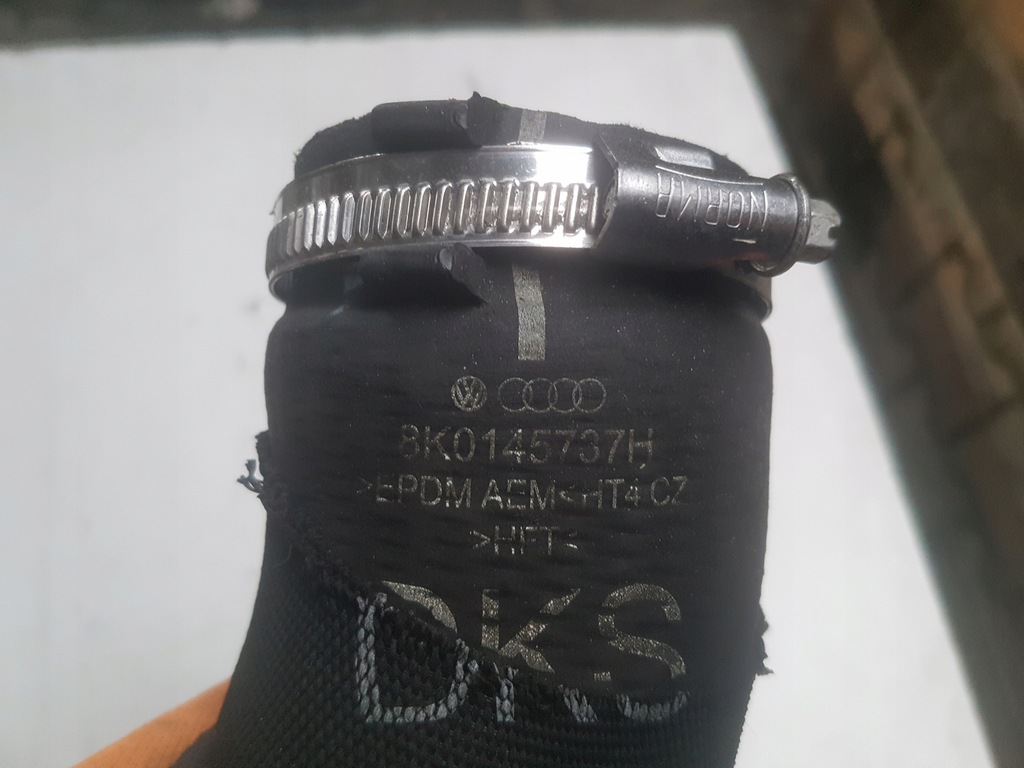 NORMA
8K0145737H
>EPDM AEM< HT4 CZ
>HFT<
DKS